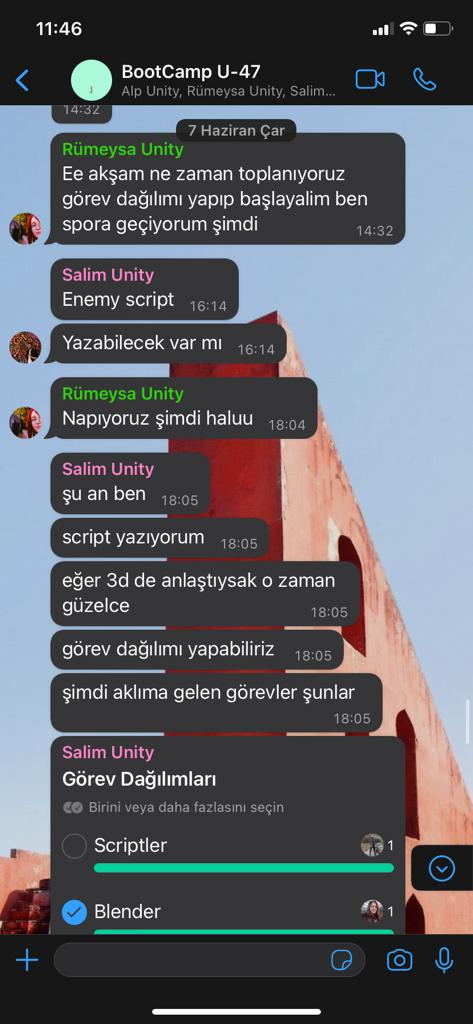 11:46
BootCamp U-47
Alp Unity, Rümeysa Unity, Salim...
14:32
7 Haziran Çar
Rümeysa Unity
Ee akşam ne zaman toplanıyoruz
görev dağılımı yapıp başlayalim ben
spora geçiyorum şimdi
14:32
Salim Unity
Enemy script 16:14
Yazabilecek var mı 16:14
Rümeysa Unity
Napıyoruz şimdi haluu 18:04
Salim Unity
şu an ben 18:05
script yazıyorum 18:05
eğer 3d de anlaştıysak o zaman
güzelce
18:05
görev dağılımı yapabiliriz 18:05
şimdi aklıma gelen görevler şunlar
18:05
Salim Unity
Görev Dağılımları
Birini veya daha fazlasını seçin
Scriptler 1
Blender 1